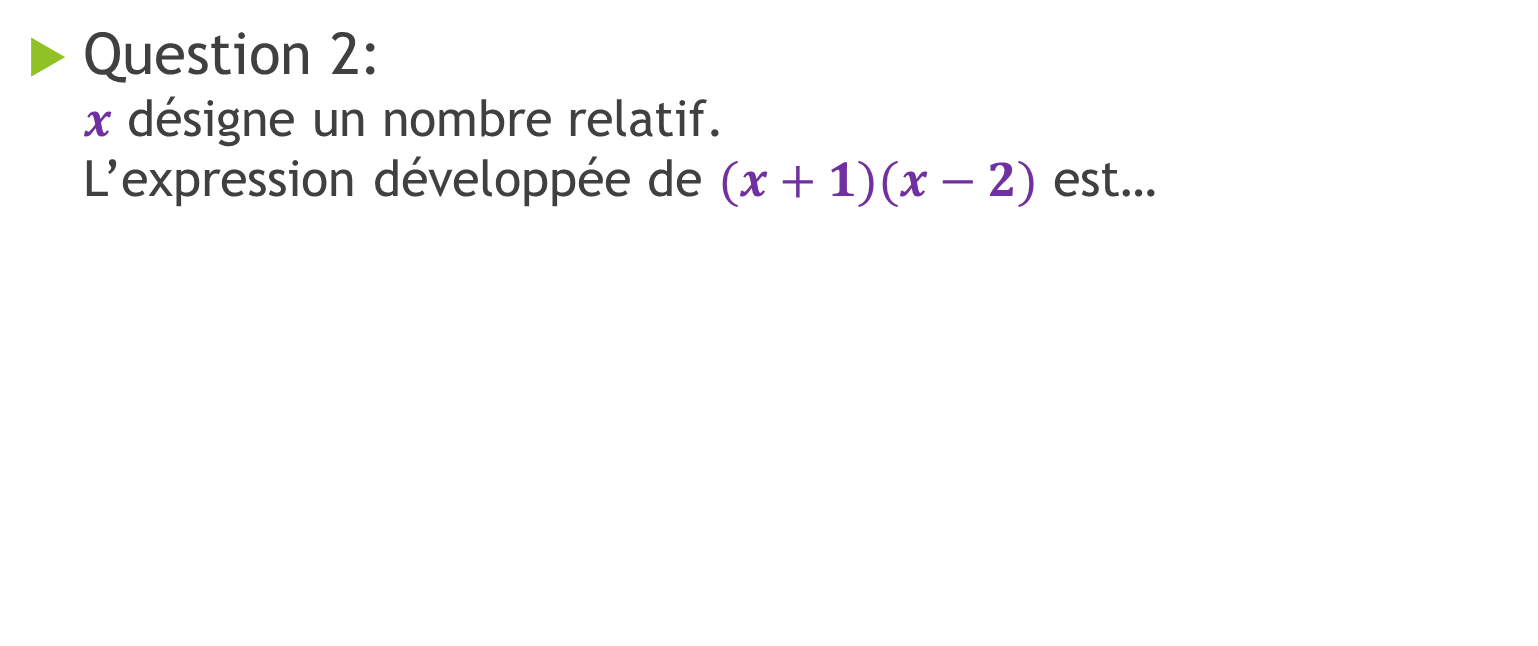 Question 2:
x désigne un nombre relatif.
L’expression développée de (x + 1)(x − 2) est…